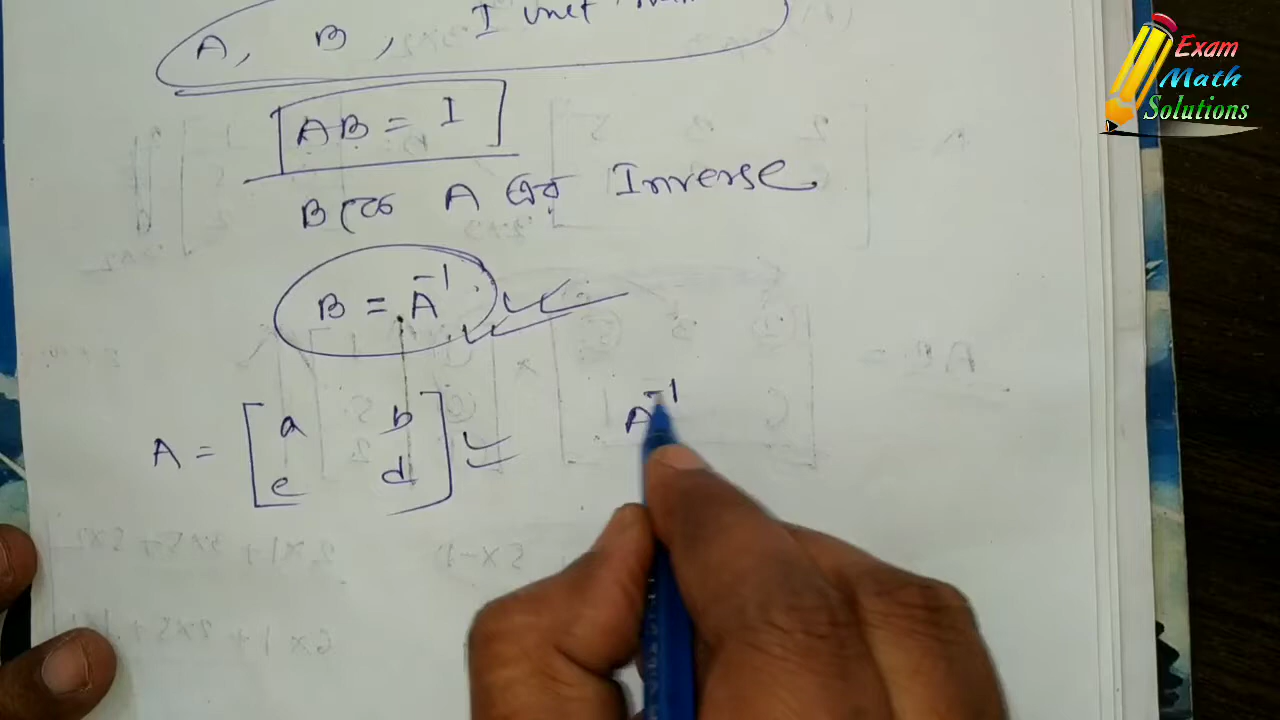 A, B, I unit
AB = I
B কে A এর Inverse
B = A⁻¹
A = [a b
e d]
A⁻¹
Exam
Math
Solutions